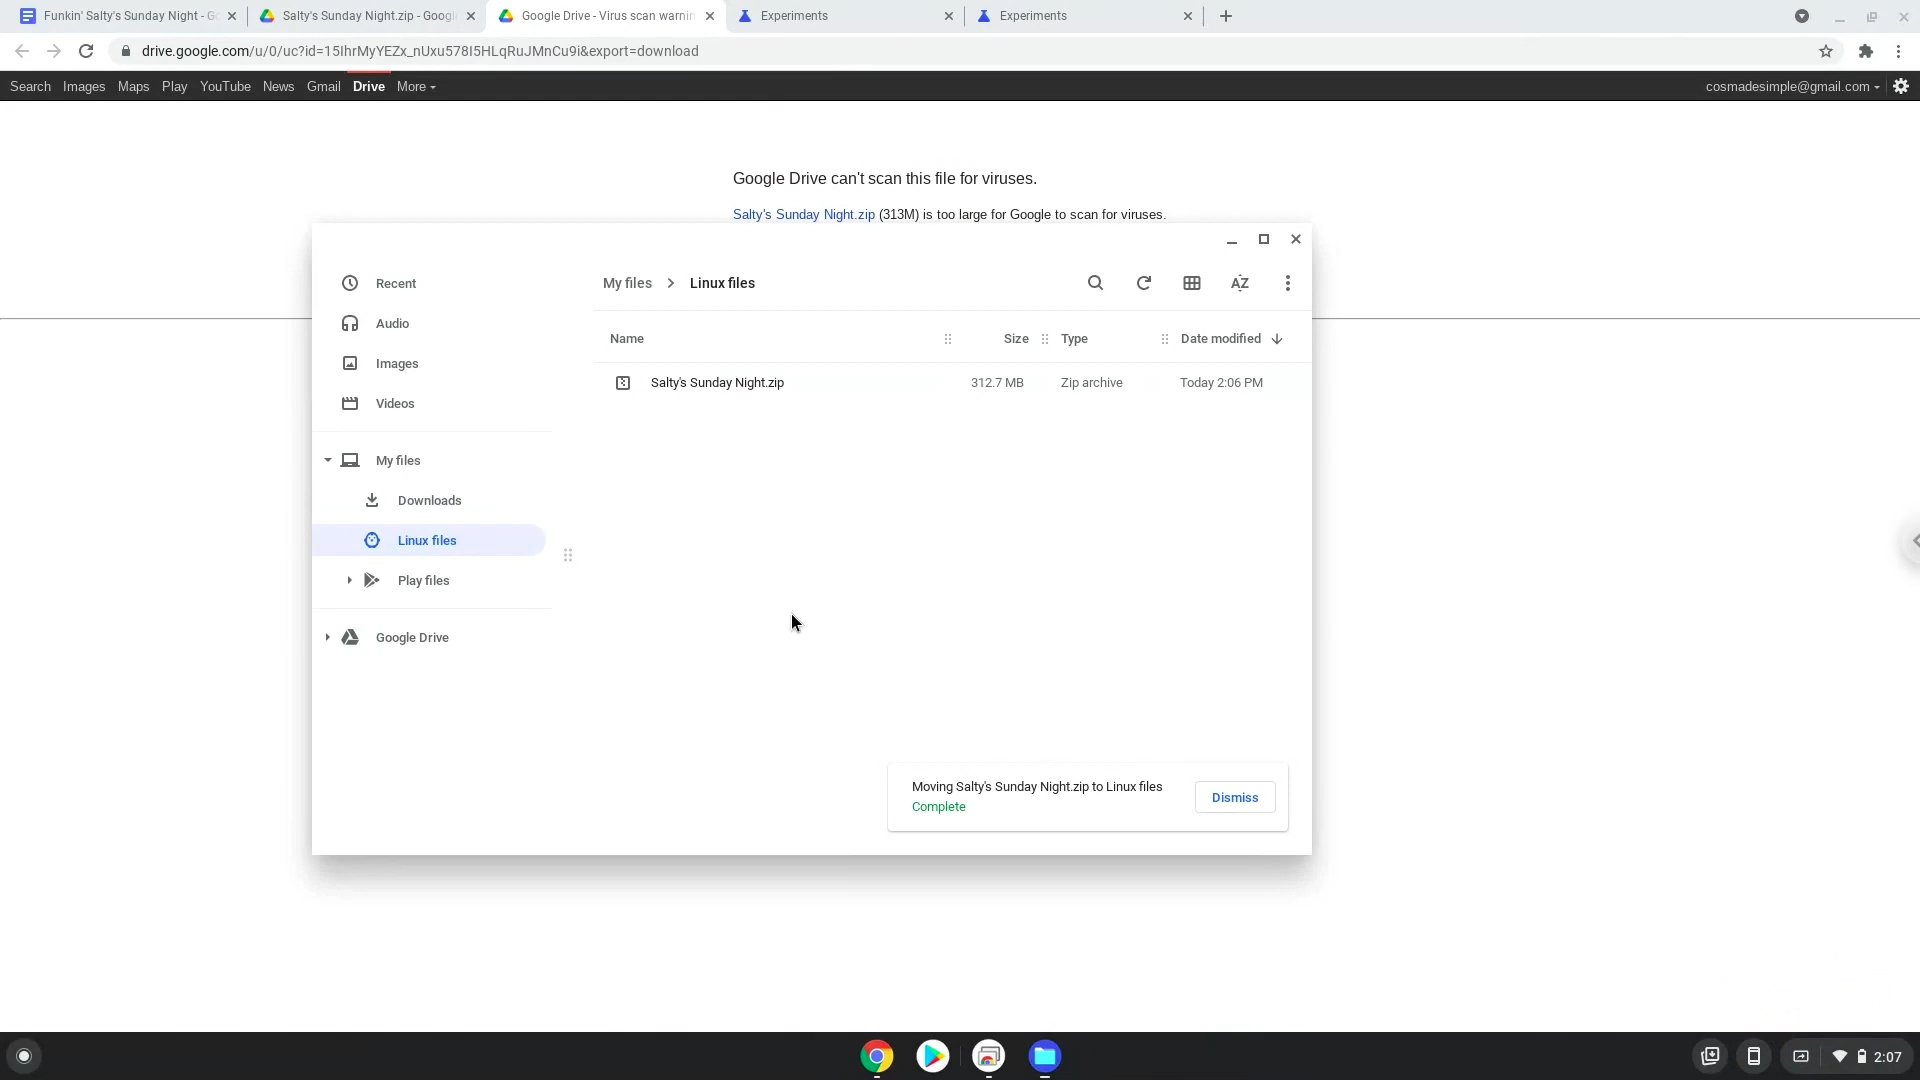 Funkin' Salty's Sunday Night - Go
Salty's Sunday Night.zip - Googl
Google Drive - Virus scan warnin
Experiments
Experiments
drive.google.com/u/0/uc?id=15IhrMyYEZx_nUxu578I5HLqRuJMnCu9i&export=download
Search Images Maps Play YouTube News Gmail Drive More
cosmadesimple@gmail.com
Google Drive can't scan this file for viruses.
Salty's Sunday Night.zip (313M) is too large for Google to scan for viruses.
Recent
Audio
Images
Videos
My files
Downloads
Linux files
Play files
Google Drive
My files > Linux files
AZ
Name Size Type Date modified
Salty's Sunday Night.zip 312.7 MB Zip archive Today 2:06 PM
Moving Salty's Sunday Night.zip to Linux files
Complete
Dismiss
2:07